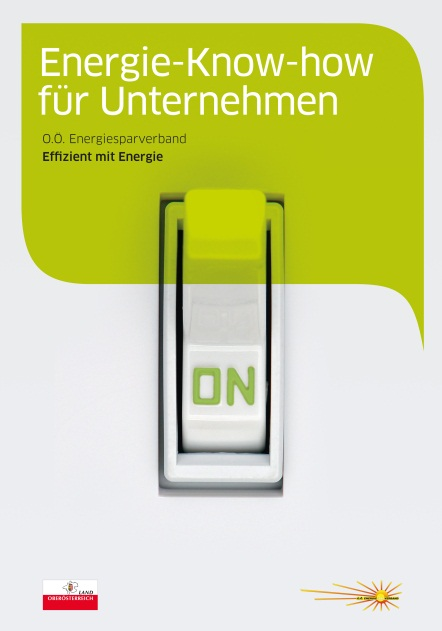 Energie-Know-how
für Unternehmen
O.Ö. Energiesparverband
Effizient mit Energie
ON
LAND
OBERÖSTERREICH